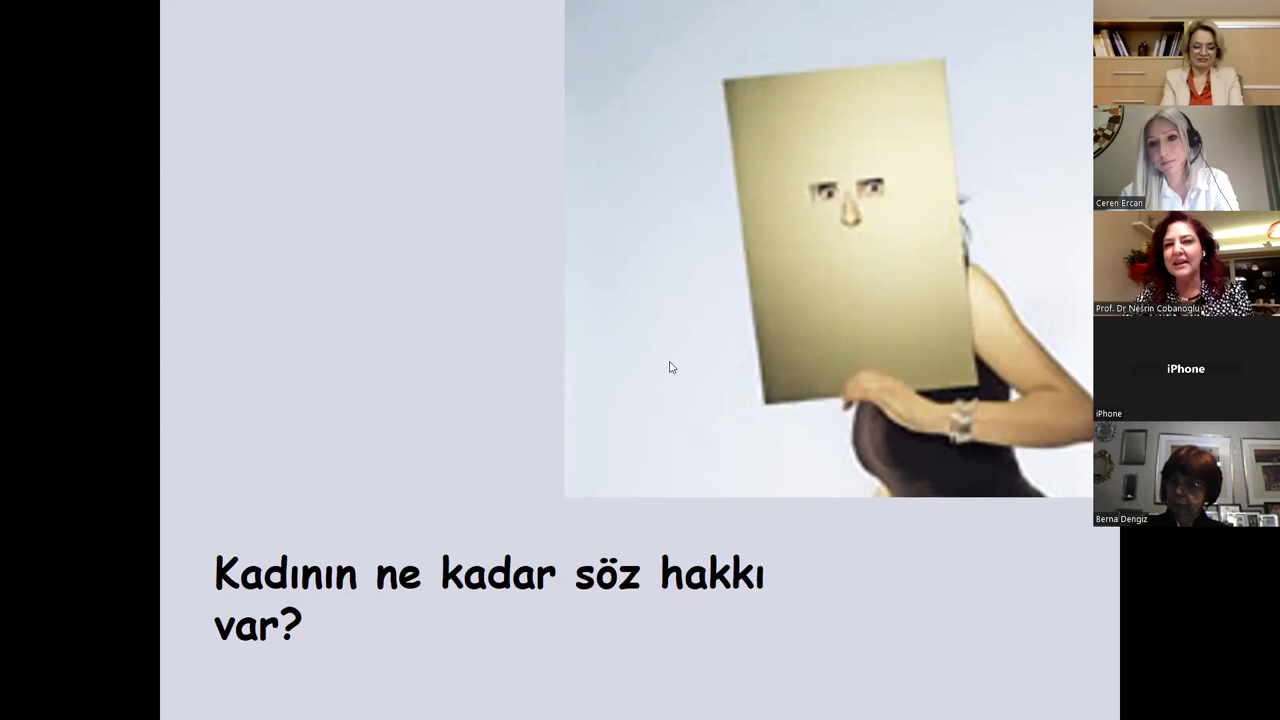 Kadının ne kadar söz hakkı
var?
Ceren Ercan
Prof. Dr Nesrin Cobanoglu
iPhone
iPhone
Berna Dengiz